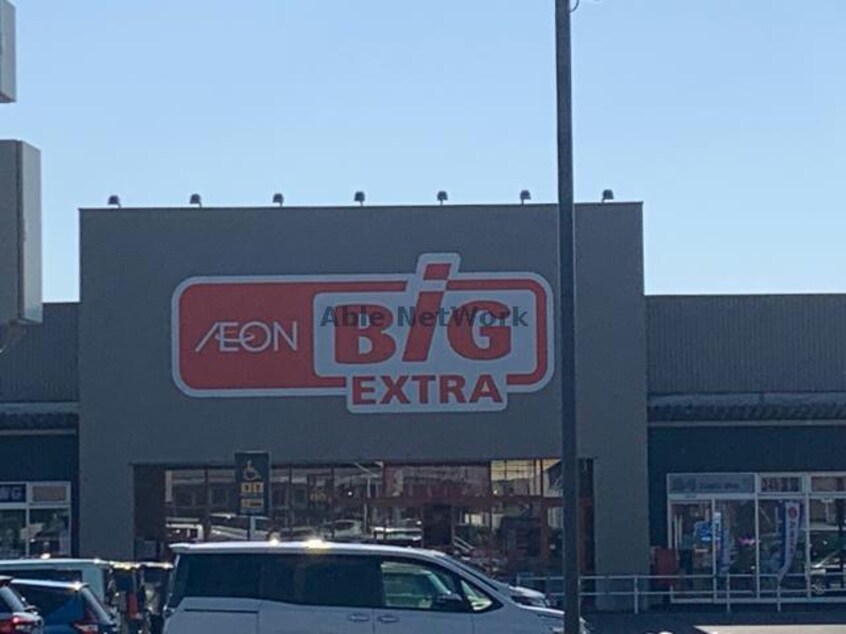 ÆON
BiG
EXTRA
Able NetWork